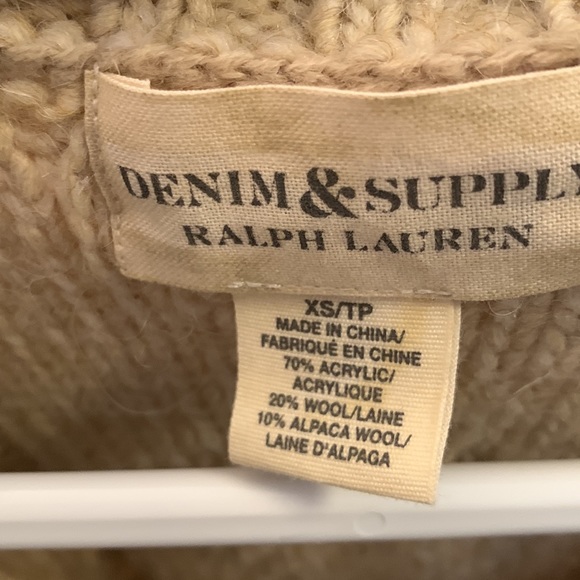 DENIM & SUPPLY
RALPH LAUREN
XS/TP
MADE IN CHINA/
FABRIQUÉ EN CHINE
70% ACRYLIC/
ACRYLIQUE
20% WOOL/LAINE
10% ALPACA WOOL/
LAINE D'ALPAGA